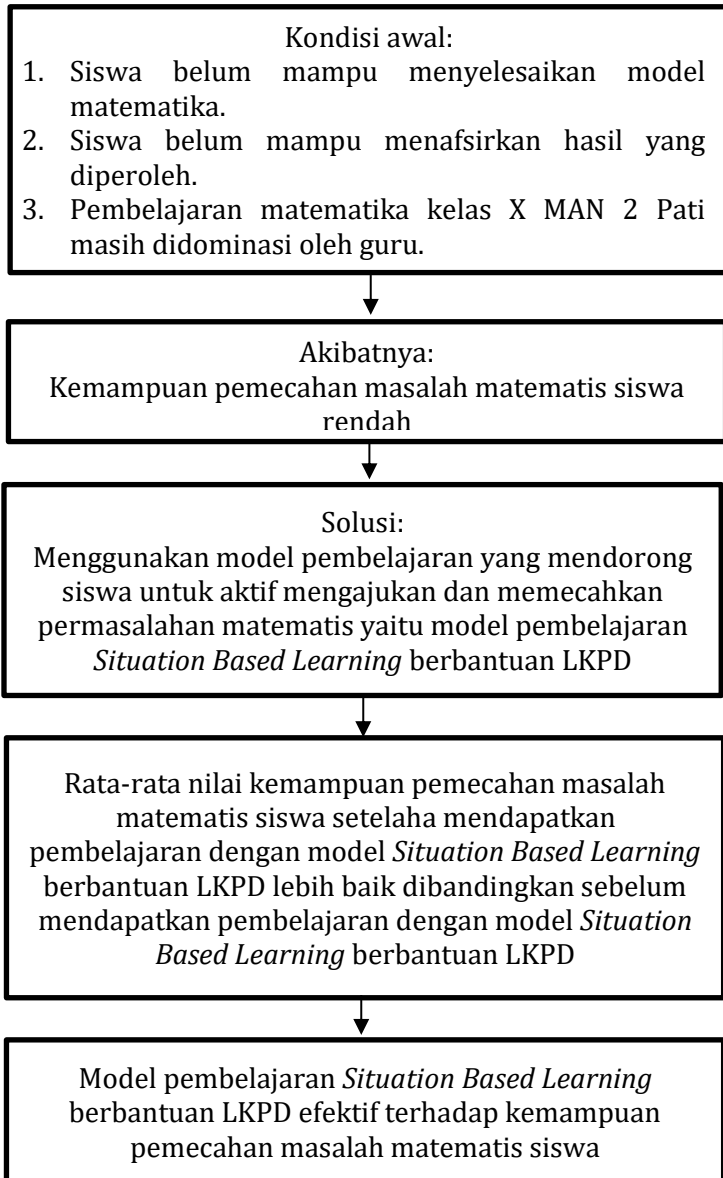 Kondisi awal:
1. Siswa belum mampu menyelesaikan model
matematika.
2. Siswa belum mampu menafsirkan hasil yang
diperoleh.
3. Pembelajaran matematika kelas X MAN 2 Pati
masih didominasi oleh guru.
Akibatnya:
Kemampuan pemecahan masalah matematis siswa
rendah
Solusi:
Menggunakan model pembelajaran yang mendorong
siswa untuk aktif mengajukan dan memecahkan
permasalahan matematis yaitu model pembelajaran
Situation Based Learning berbantuan LKPD
Rata-rata nilai kemampuan pemecahan masalah
matematis siswa setelaha mendapatkan
pembelajaran dengan model Situation Based Learning
berbantuan LKPD lebih baik dibandingkan sebelum
mendapatkan pembelajaran dengan model Situation
Based Learning berbantuan LKPD
Model pembelajaran Situation Based Learning
berbantuan LKPD efektif terhadap kemampuan
pemecahan masalah matematis siswa